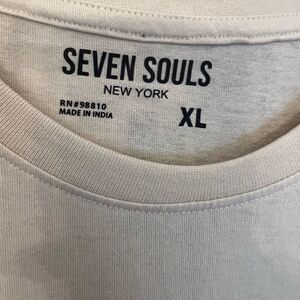 SEVEN SOULS
NEW YORK
RN#98810
MADE IN INDIA
XL